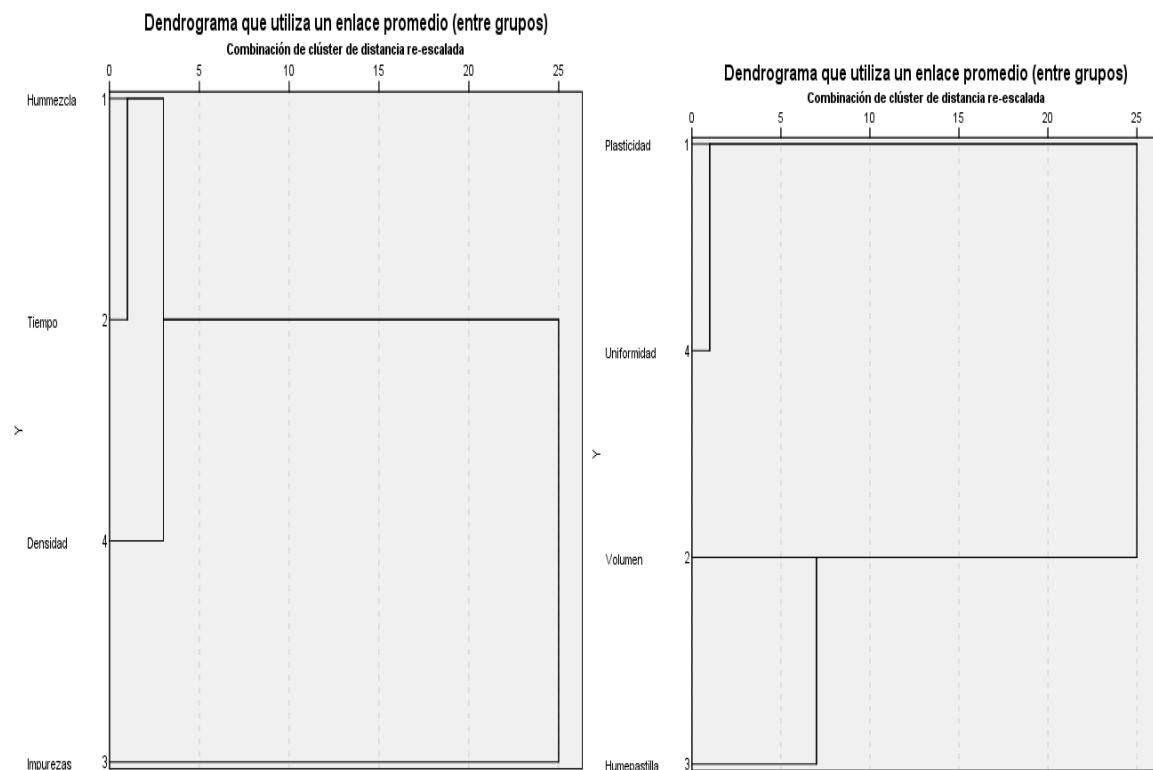 Dendrograma que utiliza un enlace promedio (entre grupos)
Combinación de clúster de distancia re-escalada
0 5 10 15 20 25
Hummezcla 1
Tiempo 2
Y
Densidad 4
Impurezas 3
Dendrograma que utiliza un enlace promedio (entre grupos)
Combinación de clúster de distancia re-escalada
0 5 10 15 20 25
Plasticidad 1
Uniformidad 4
Y
Volumen 2
Humepastilla 3